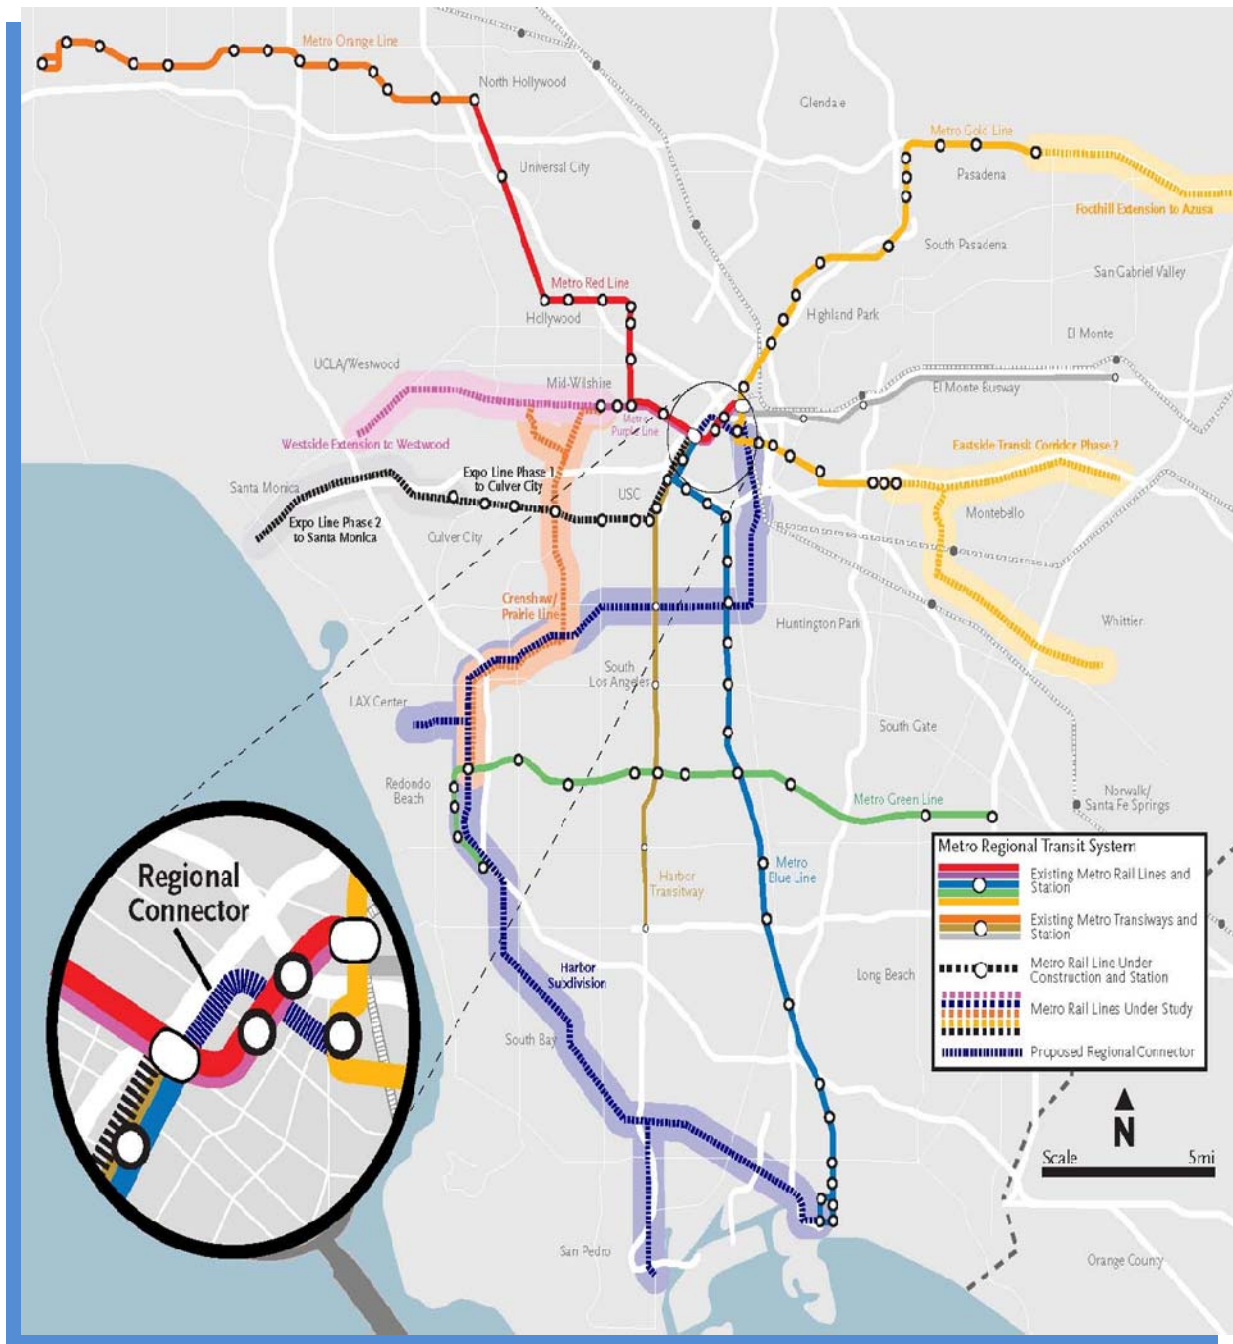 Metro Orange Line
North Hollywood
Glendale
Metro Gold Line
Universal City
Pasadena
Foothill Extension to Azusa
South Pasadena
San Gabriel Valley
Metro Red Line
Hollywood
Highland Park
El Monte
UCLA/Westwood
Mid-Wilshire
El Monte Busway
Metro
Purple Line
Westside Extension to Westwood
Eastside Transit Corridor Phase 2
Expo Line Phase 1
to Culver City
Santa Monica
USC
Expo Line Phase 2
to Santa Monica
Culver City
Montebello
Crenshaw/
Prairie Line
Huntington Park
Whittier
South
Los Angeles
LAX Center
South Gate
Redondo
Beach
Metro Green Line
Norwalk/
Santa Fe Springs
Metro
Blue Line
Harbor
Transitway
Regional
Connector
Harbor
Subdivision
Long Beach
South Bay
San Pedro
Orange County
Metro Regional Transit System
Existing Metro Rail Lines and
Station
Existing Metro Transiways and
Station
Metro Rail Line Under
Construction and Station
Metro Rail Lines Under Study
Proposed Regional Connector
N
Scale 5mi